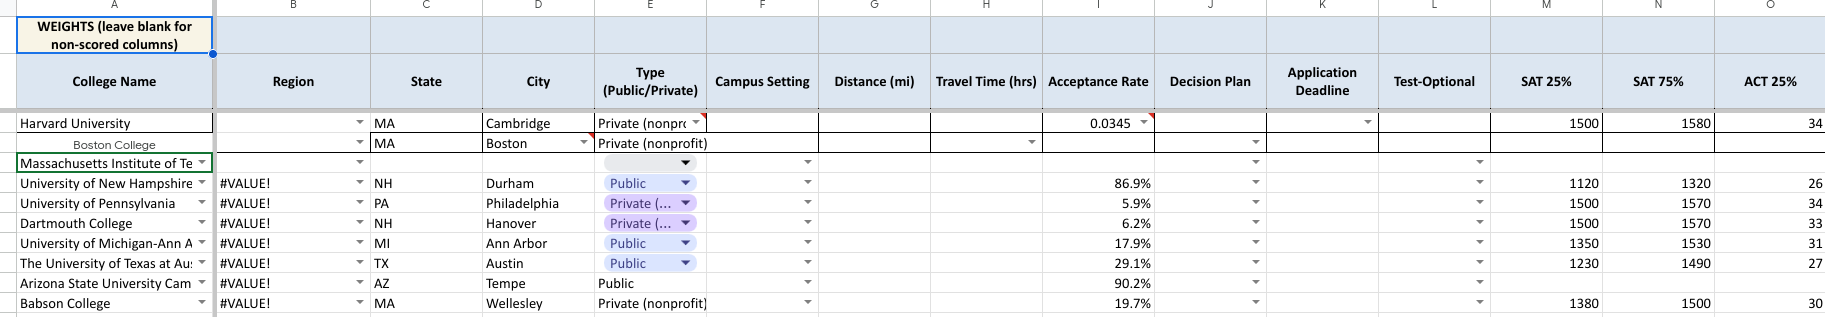 A B C D E F G H I J K L M N O
WEIGHTS (leave blank for
non-scored columns)
College Name Region State City Type (Public/Private) Campus Setting Distance (mi) Travel Time (hrs) Acceptance Rate Decision Plan Application Deadline Test-Optional SAT 25% SAT 75% ACT 25%
Harvard University MA Cambridge Private (nonpro 0.0345 1500 1580 34
Boston College MA Boston Private (nonprofit)
Massachusetts Institute of Te
University of New Hampshire #VALUE! NH Durham Public 86.9% 1120 1320 26
University of Pennsylvania #VALUE! PA Philadelphia Private (... 5.9% 1500 1570 34
Dartmouth College #VALUE! NH Hanover Private (... 6.2% 1500 1570 33
University of Michigan-Ann A #VALUE! MI Ann Arbor Public 17.9% 1350 1530 31
The University of Texas at Aus #VALUE! TX Austin Public 29.1% 1230 1490 27
Arizona State University Cam #VALUE! AZ Tempe Public 90.2%
Babson College #VALUE! MA Wellesley Private (nonprofit) 19.7% 1380 1500 30